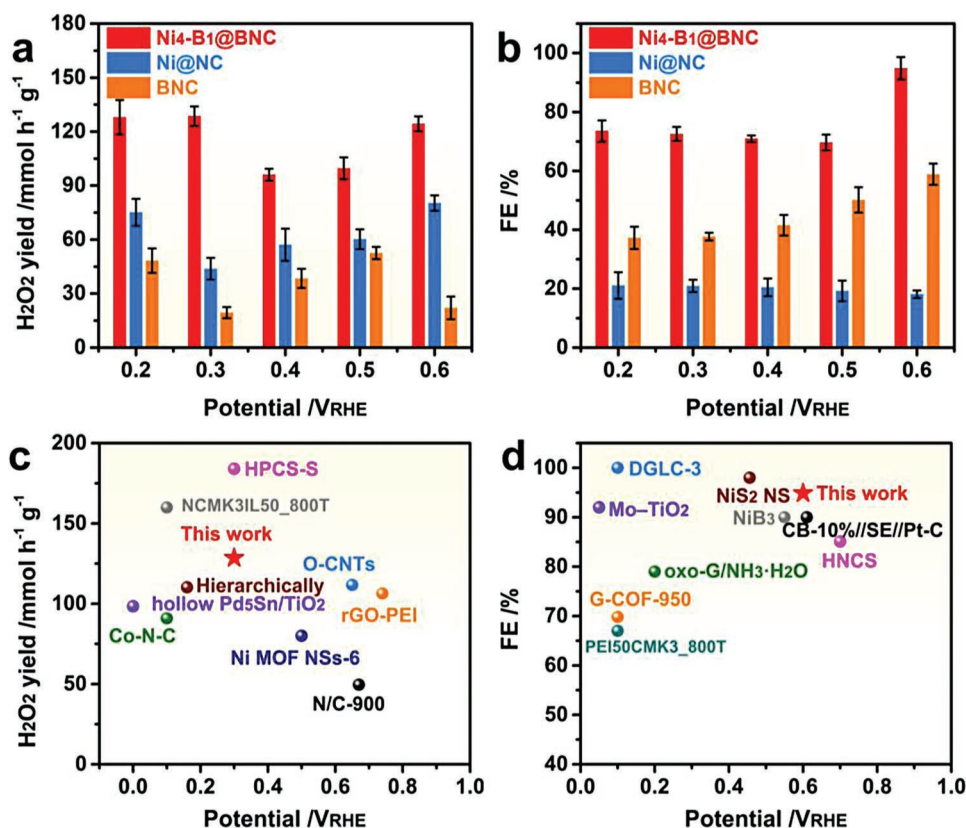 a
Ni4-B1@BNC
Ni@NC
BNC
H2O2 yield /mmol h-1 g-1
180
150
120
90
60
30
0
0.2 0.3 0.4 0.5 0.6
Potential /VRHE
b
Ni4-B1@BNC
Ni@NC
BNC
FE /%
100
80
60
40
20
0
0.2 0.3 0.4 0.5 0.6
Potential /VRHE
c
H2O2 yield /mmol h-1 g-1
200
150
100
50
0
HPCS-S
NCMK3IL50_800T
This work
O-CNTs
Hierarchically
hollow Pd5Sn/TiO2
rGO-PEI
Co-N-C
Ni MOF NSs-6
N/C-900
0.0 0.2 0.4 0.6 0.8 1.0
Potential /VRHE
d
FE /%
100
90
80
70
60
50
40
DGLC-3
NiS2 NS
This work
Mo–TiO2
NiB3
CB-10%//SE//Pt-C
HNCS
oxo-G/NH3·H2O
G-COF-950
PEI50CMK3_800T
0.0 0.2 0.4 0.6 0.8 1.0
Potential /VRHE